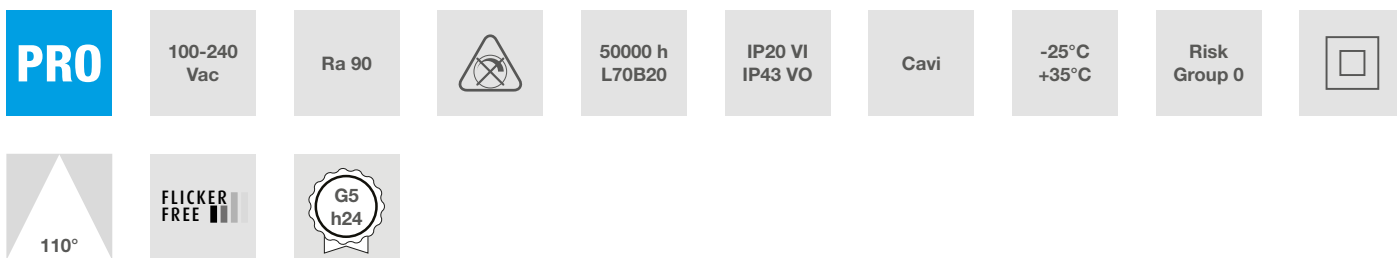 PRO
100-240
Vac
Ra 90
50000 h
L70B20
IP20 VI
IP43 VO
Cavi
-25°C
+35°C
Risk
Group 0
110°
FLICKER
FREE
G5
h24